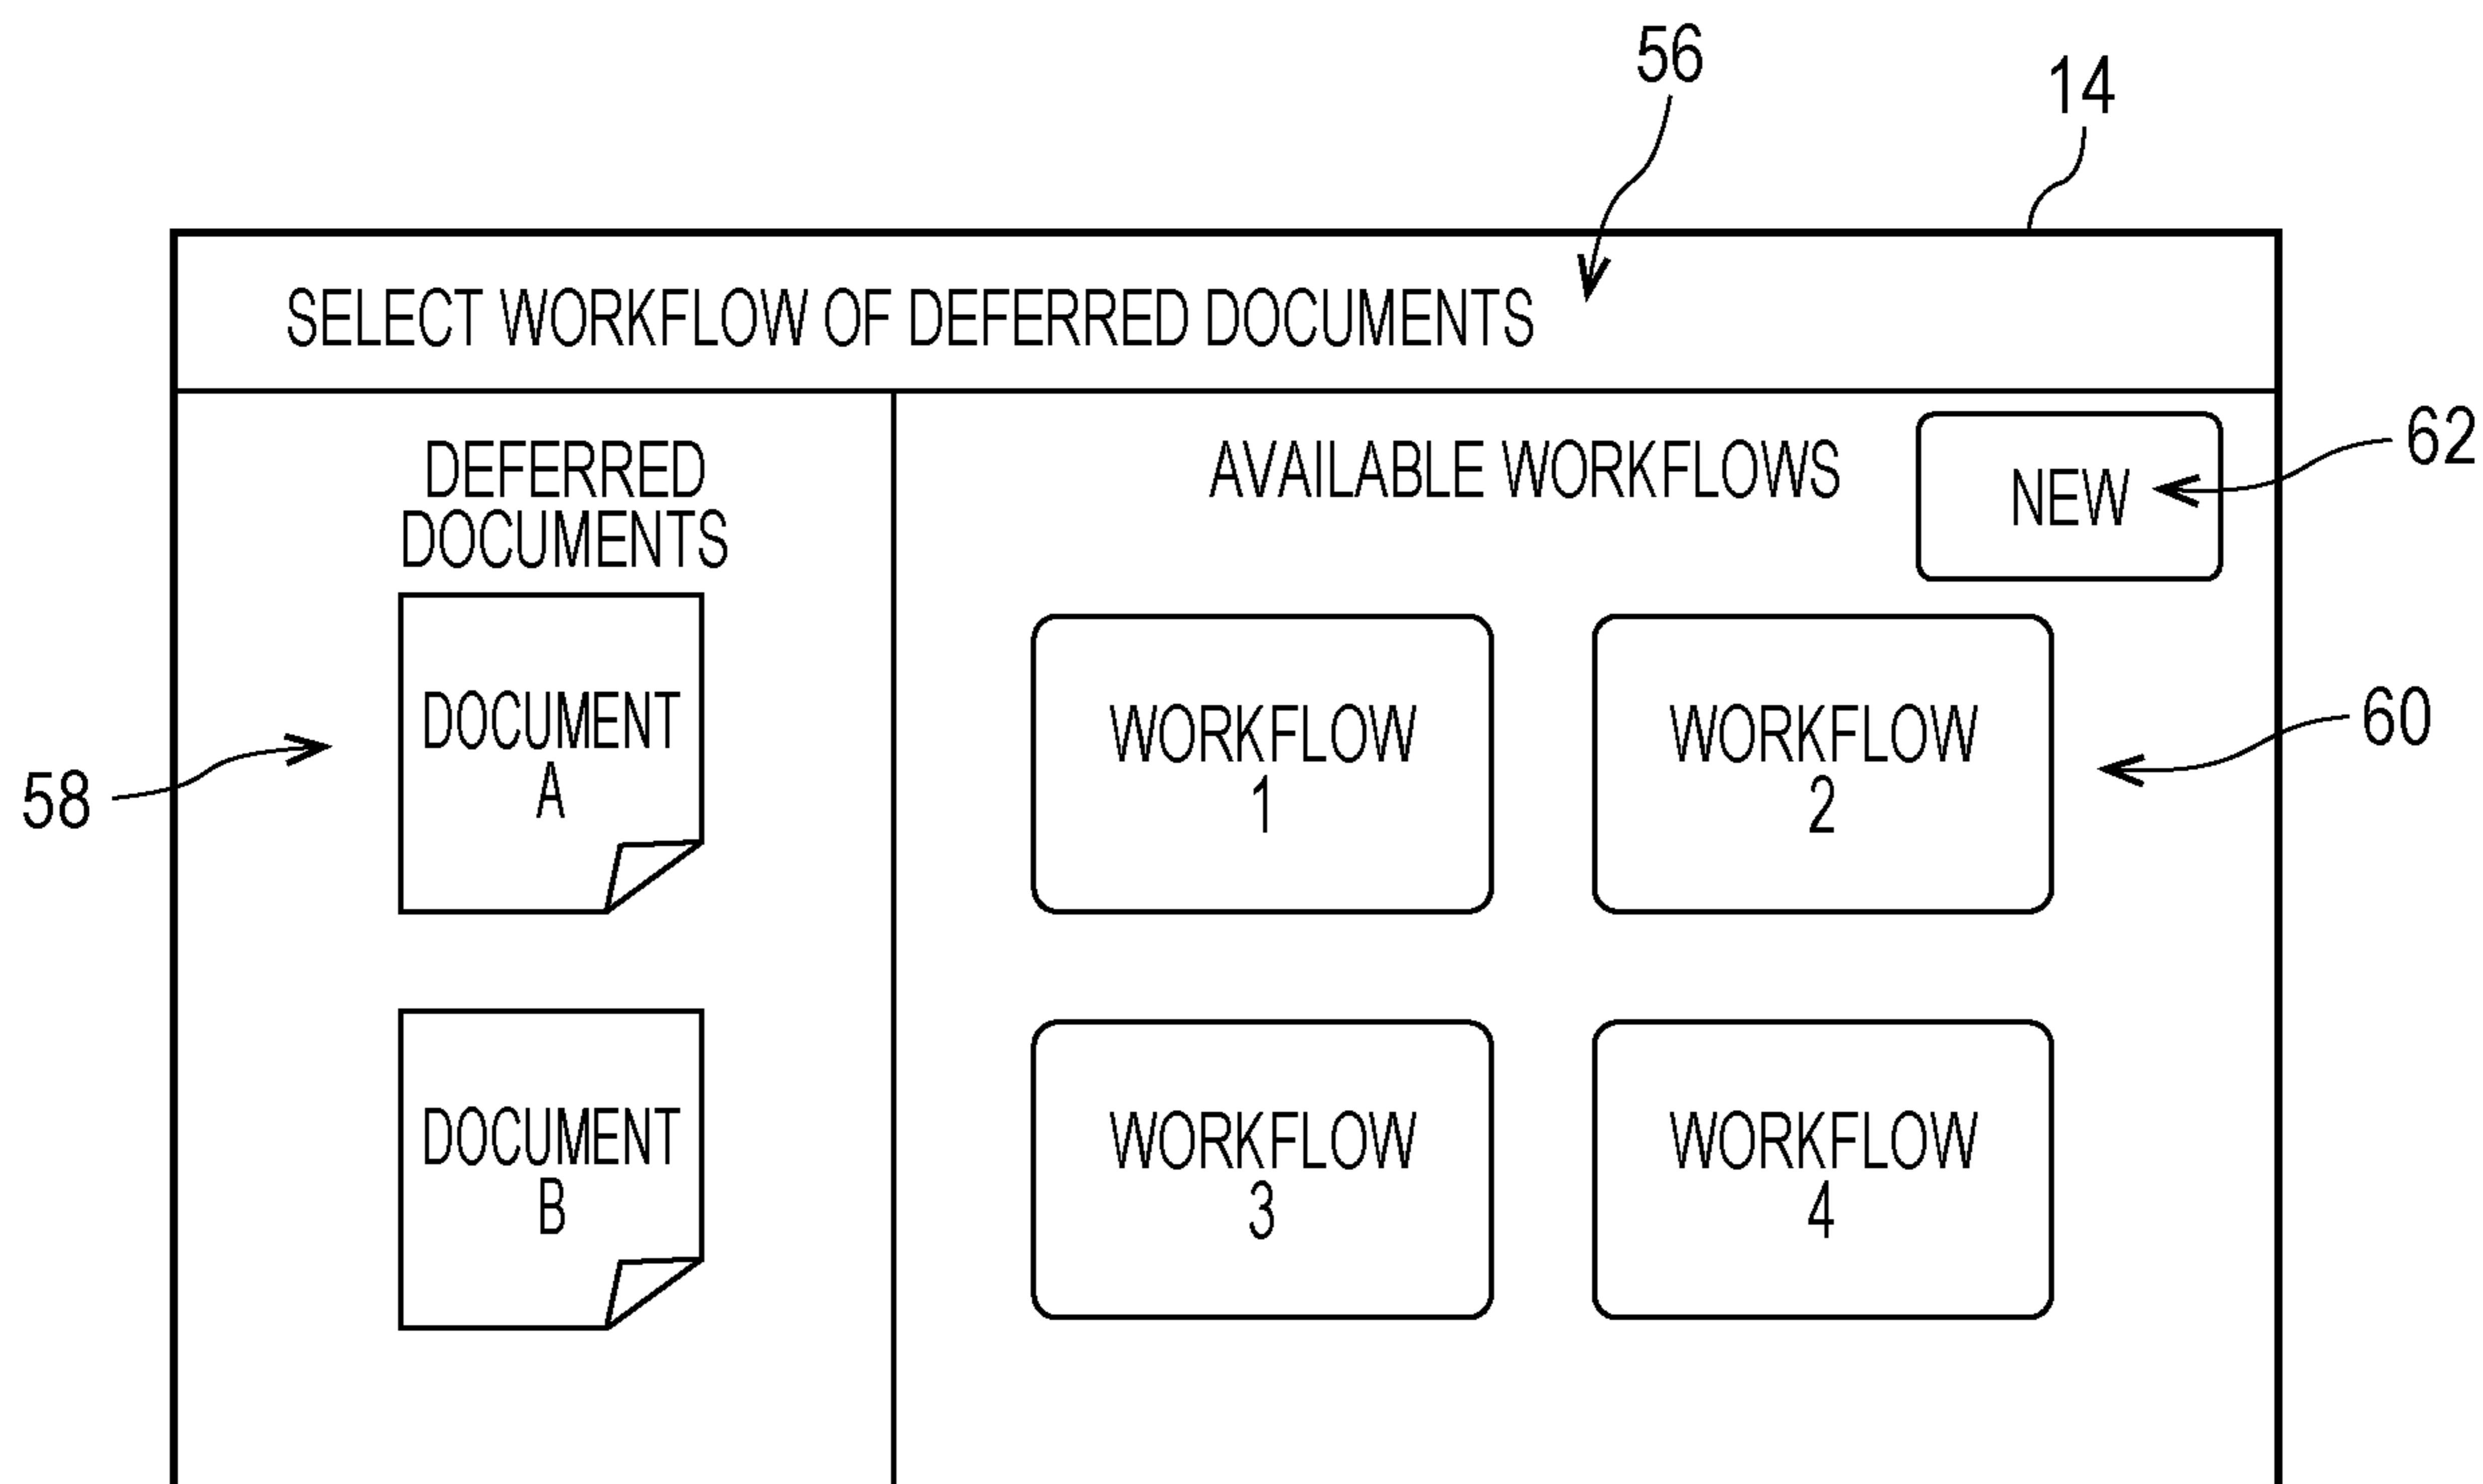 56
14
SELECT WORKFLOW OF DEFERRED DOCUMENTS
DEFERRED
DOCUMENTS
AVAILABLE WORKFLOWS
NEW
62
DOCUMENT
A
58
WORKFLOW
1
WORKFLOW
2
60
DOCUMENT
B
WORKFLOW
3
WORKFLOW
4